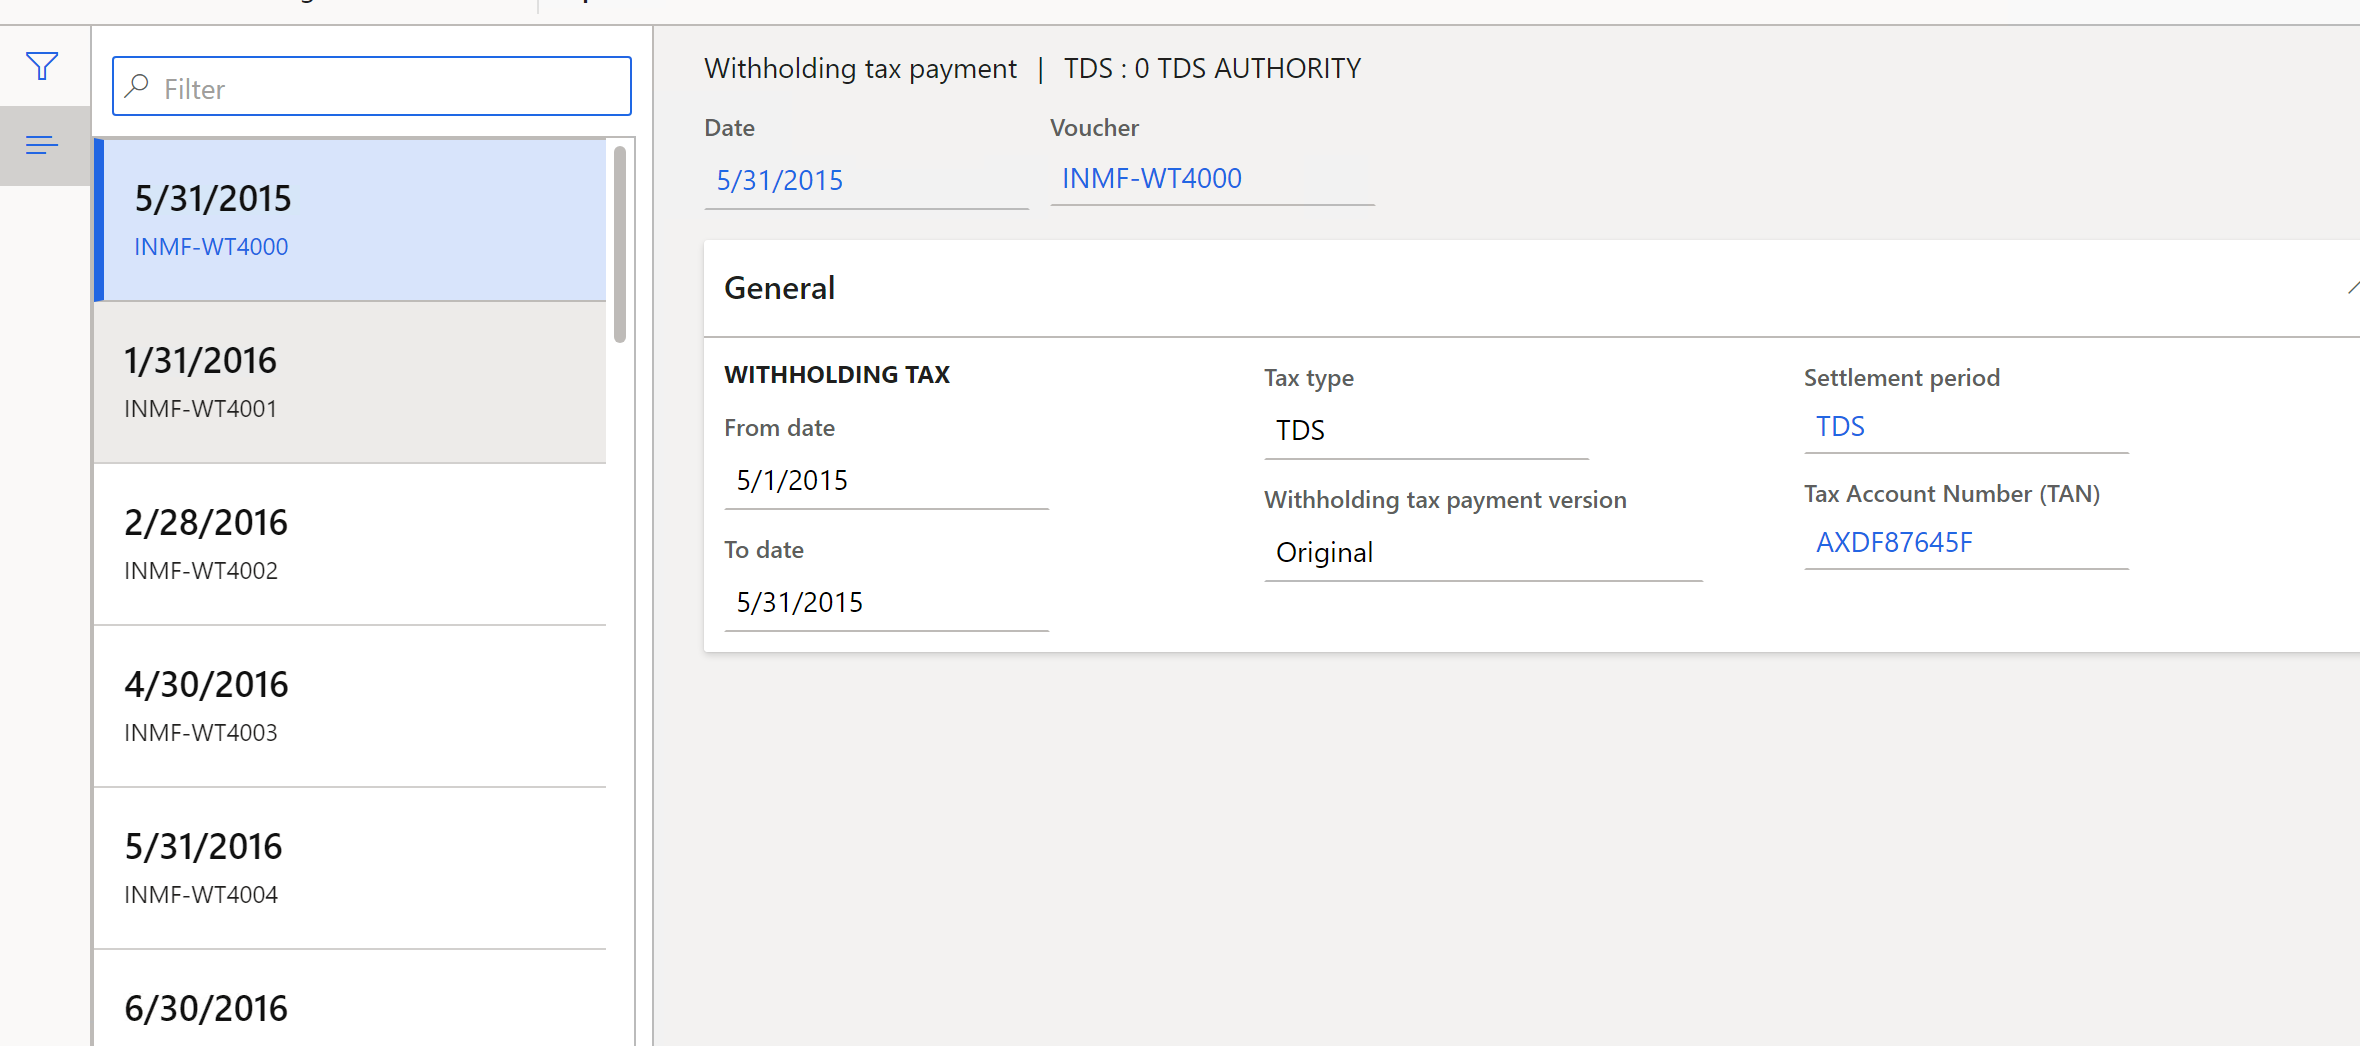 Filter
5/31/2015
INMF-WT4000
1/31/2016
INMF-WT4001
2/28/2016
INMF-WT4002
4/30/2016
INMF-WT4003
5/31/2016
INMF-WT4004
6/30/2016
Withholding tax payment | TDS : 0 TDS AUTHORITY
Date Voucher
5/31/2015 INMF-WT4000
General
WITHHOLDING TAX
From date
5/1/2015
To date
5/31/2015
Tax type
TDS
Withholding tax payment version
Original
Settlement period
TDS
Tax Account Number (TAN)
AXDF87645F